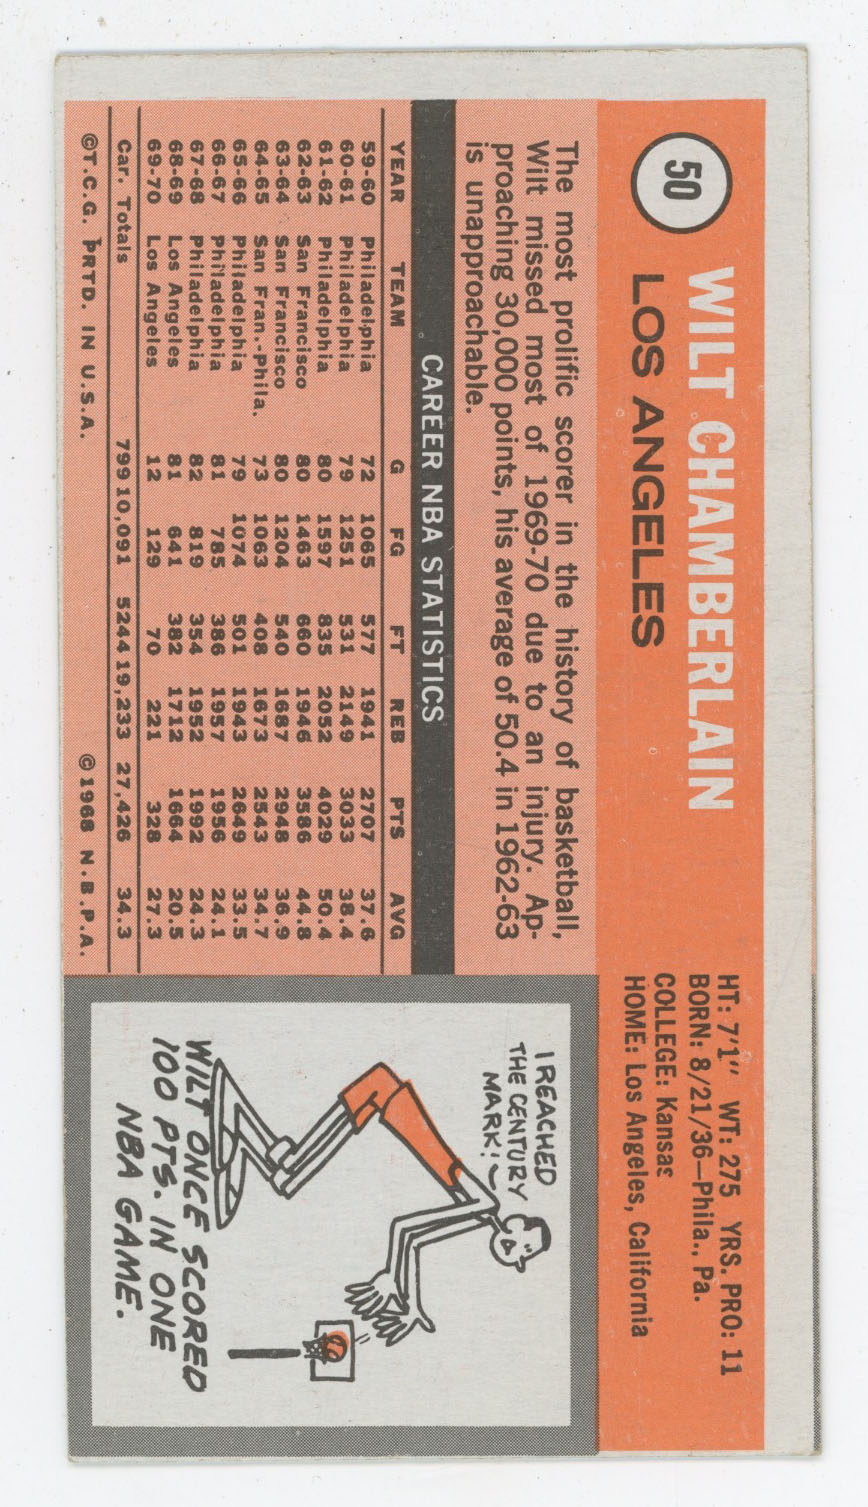 50
WILT CHAMBERLAIN
LOS ANGELES
HT: 7'1" WT: 275 YRS. PRO: 11
BORN: 8/21/36—Phila., Pa.
COLLEGE: Kansas
HOME: Los Angeles, California
The most prolific scorer in the history of basketball,
Wilt missed most of 1969-70 due to an injury. Ap-
proaching 30,000 points, his average of 50.4 in 1962-63
is unapproachable.
CAREER NBA STATISTICS
YEAR TEAM G FG FT REB PTS AVG
59-60 Philadelphia 72 1065 577 1941 2707 37.6
60-61 Philadelphia 79 1251 531 2149 3033 38.4
61-62 Philadelphia 80 1597 835 2052 4029 50.4
62-63 San Francisco 80 1463 660 1946 3586 44.8
63-64 San Francisco 80 1204 540 1687 2948 36.9
64-65 San Fran.-Phila. 73 1063 408 1673 2543 34.7
65-66 Philadelphia 79 1074 501 1943 2649 33.5
66-67 Philadelphia 81 785 386 1957 1956 24.1
67-68 Philadelphia 82 819 354 1952 1992 24.3
68-69 Los Angeles 81 641 382 1712 1664 20.5
69-70 Los Angeles 12 129 70 221 328 27.3
Car. Totals 799 10,091 5244 19,233 27,426 34.3
©T.C.G. PRTD. IN U.S.A. ©1968 N.B.P.A.
I REACHED
THE CENTURY
MARK!
WILT ONCE SCORED
100 PTS. IN ONE
NBA GAME.